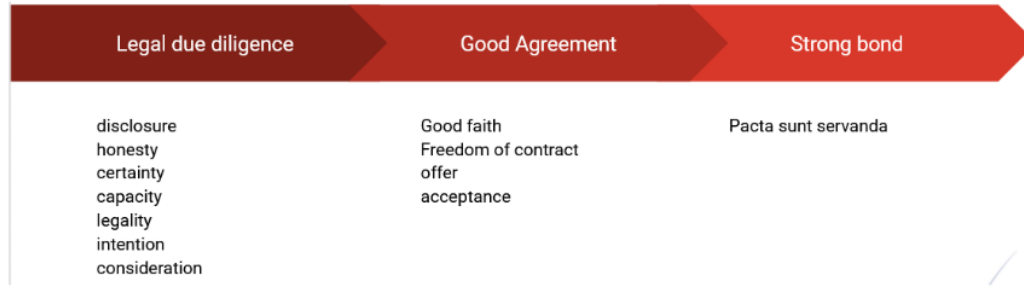 Legal due diligence
Good Agreement
Strong bond
disclosure
honesty
certainty
capacity
legality
intention
consideration
Good faith
Freedom of contract
offer
acceptance
Pacta sunt servanda